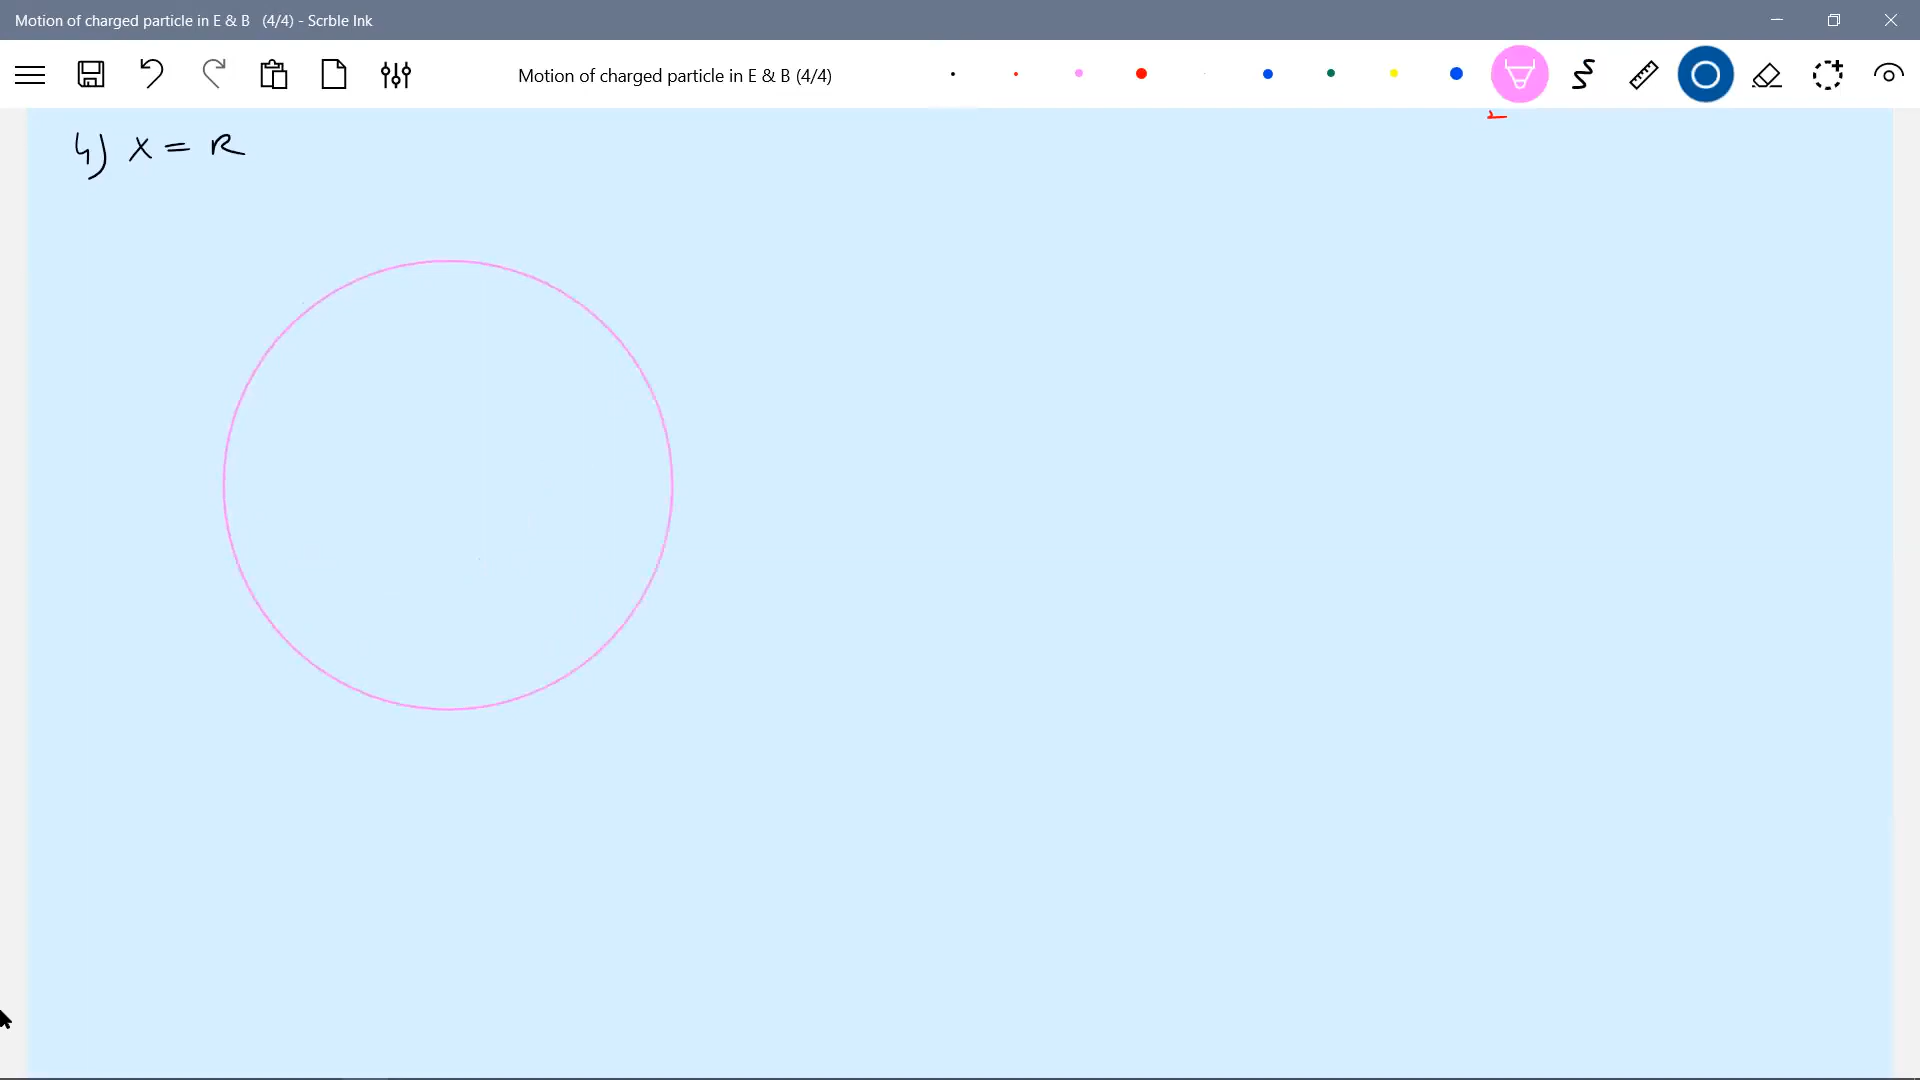 Motion of charged particle in E & B   (4/4) - Scrble Ink
Motion of charged particle in E & B (4/4)
4) x = R